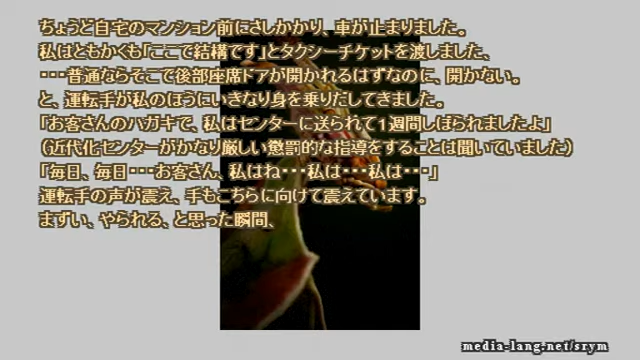 ちょうど自宅のマンション前にさしかかり、車が止まりました。
私はともかくも「ここで結構です」とタクシーチケットを渡しました、
・・・普通ならそこで後部座席ドアが開かれるはずなのに、開かない。
と、運転手が私のほうにいきなり身を乗りだしてきました。
「お客さんのハガキで、私はセンターに送られて1週間しぼられましたよ」
(近代化センターがかなり厳しい懲罰的な指導をすることは聞いていました)
「毎日、毎日・・・お客さん、私はね・・・私は・・・私は・・・」
運転手の声が震え、手もこちらに向けて震えています。
まずい、やられる、と思った瞬間、
media-lang.net/srym